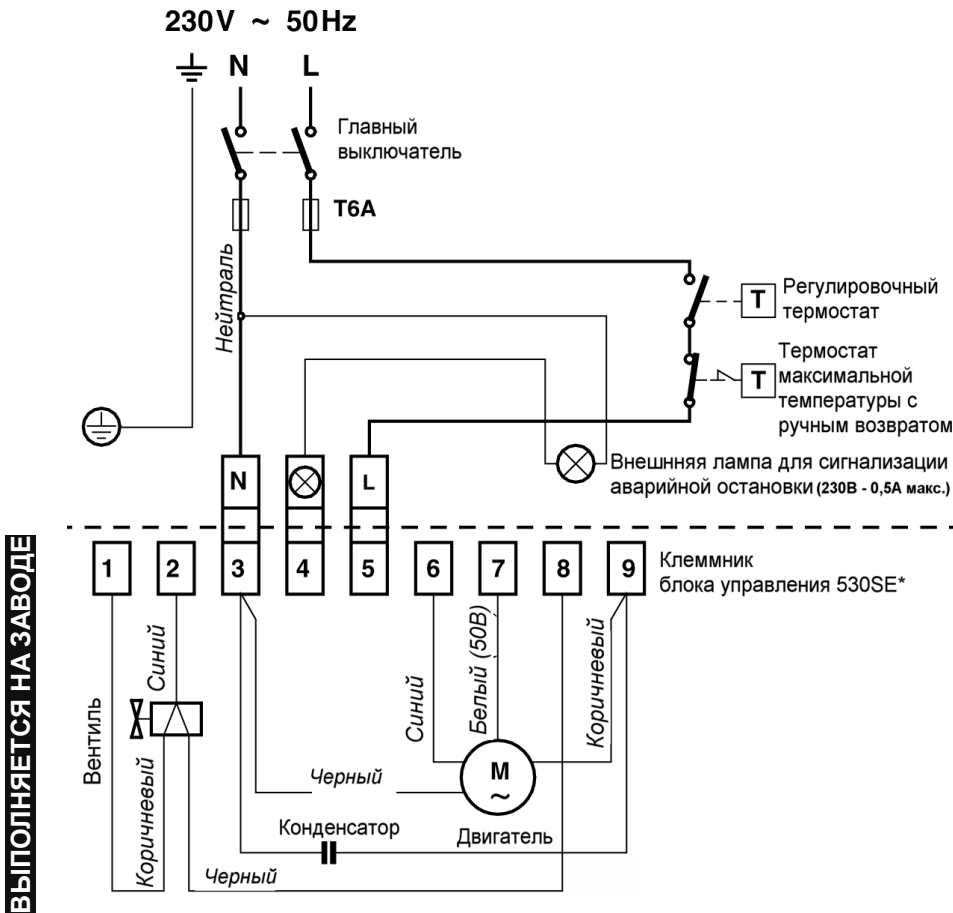 230V ~ 50Hz
N L
Главный
выключатель
T6A
Нейтраль
T
Регулировочный
термостат
T
Термостат
максимальной
температуры с
ручным возвратом
Внешняя лампа для сигнализации
аварийной остановки (230В - 0,5А макс.)
N L
1 2 3 4 5 6 7 8 9
Клеммник
блока управления 530SE*
ВЫПОЛНЯЕТСЯ НА ЗАВОДЕ
Вентиль
Синий
Коричневый
Черный
Черный
Синий
Белый (50В)
Коричневый
M
~
Конденсатор
Двигатель